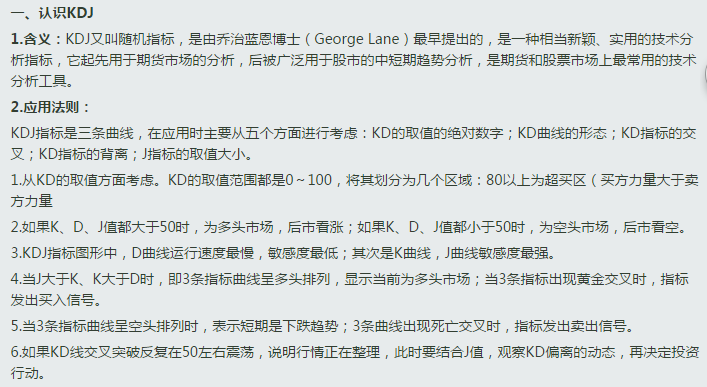 一、认识KDJ
1.含义：KDJ又叫随机指标，是由乔治蓝恩博士（George Lane）最早提出的，是一种相当新颖、实用的技术分
析指标，它起先用于期货市场的分析，后被广泛用于股市的中短期趋势分析，是期货和股票市场上最常用的技术
分析工具。
2.应用法则：
KDJ指标是三条曲线，在应用时主要从五个方面进行考虑：KD的取值的绝对数字；KD曲线的形态；KD指标的交
叉；KD指标的背离；J指标的取值大小。
1.从KD的取值方面考虑。KD的取值范围都是0～100，将其划分为几个区域：80以上为超买区（买方力量大于卖
方力量
2.如果K、D、J值都大于50时，为多头市场，后市看涨；如果K、D、J值都小于50时，为空头市场，后市看空。
3.KDJ指标图形中，D曲线运行速度最慢，敏感度最低；其次是K曲线，J曲线敏感度最强。
4.当J大于K、K大于D时，即3条指标曲线呈多头排列，显示当前为多头市场；当3条指标出现黄金交叉时，指标
发出买入信号。
5.当3条指标曲线呈空头排列时，表示短期是下跌趋势；3条曲线出现死亡交叉时，指标发出卖出信号。
6.如果KD线交叉突破反复在50左右震荡，说明行情正在整理，此时要结合J值，观察KD偏离的动态，再决定投资
行动。